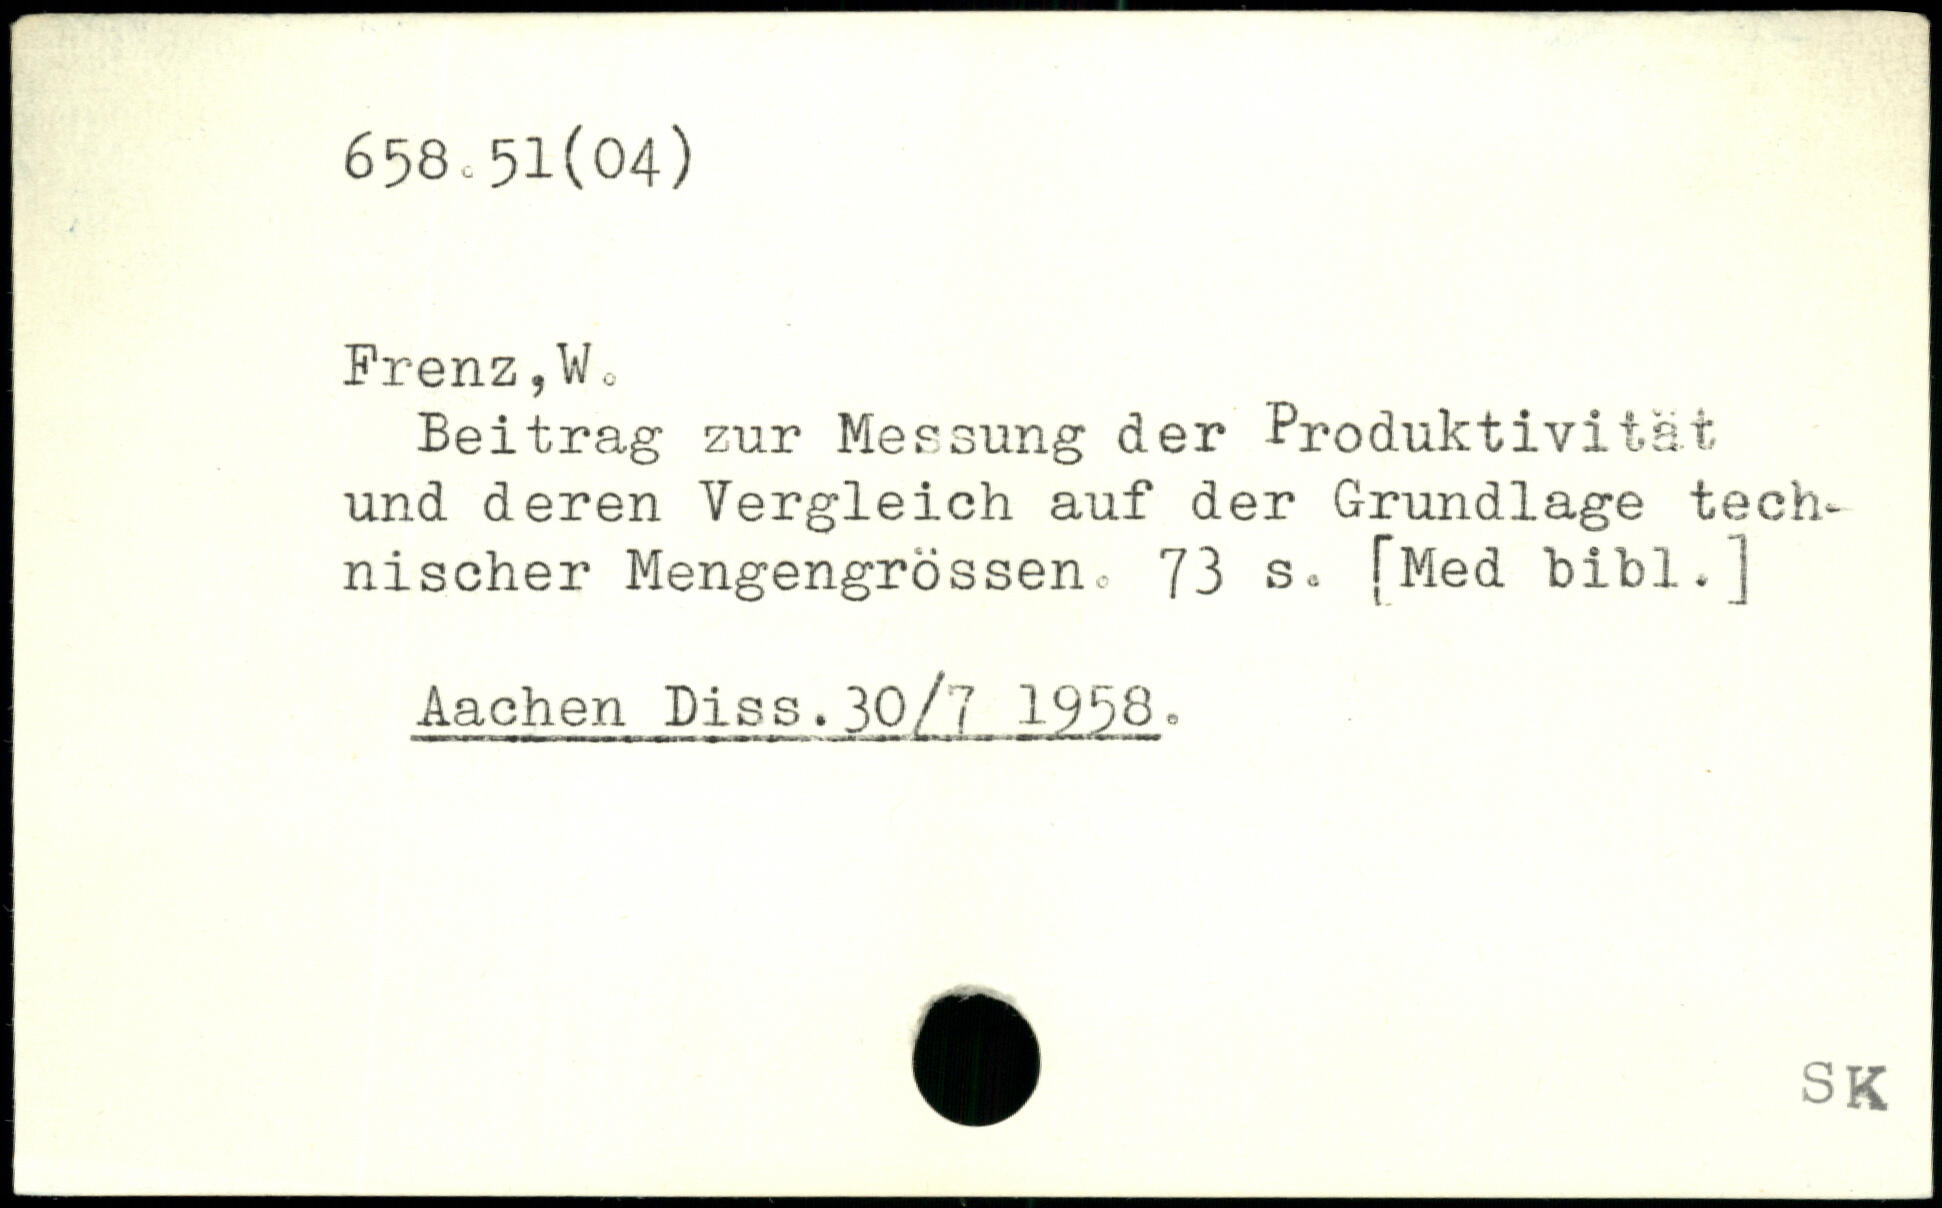 658.51(04)
Frenz,W.
Beitrag zur Messung der Produktivität
und deren Vergleich auf der Grundlage tech-
nischer Mengengrössen. 73 s. [Med bibl.]
Aachen Diss.30/7 1958.
SK